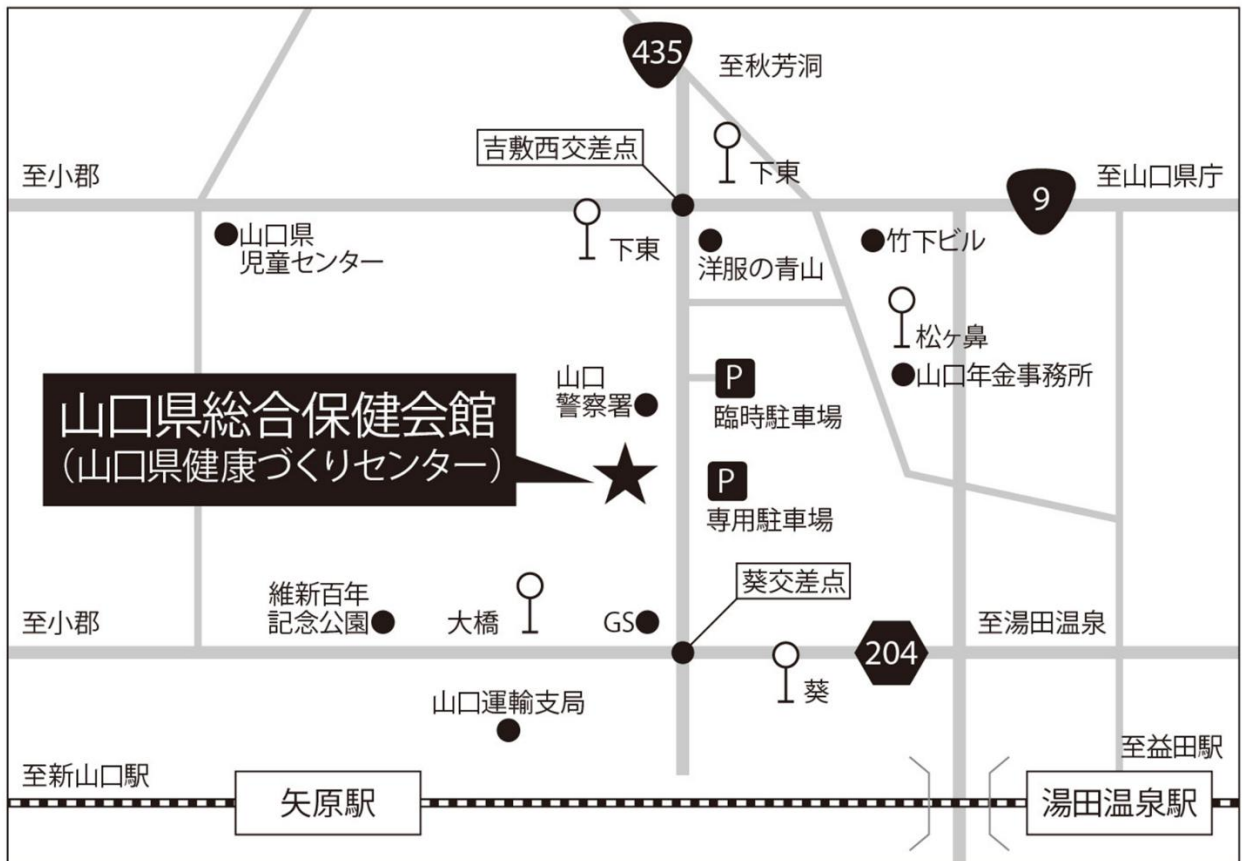 435
至秋芳洞
吉敷西交差点
下東
至小郡
至山口県庁
9
山口県
児童センター
下東
洋服の青山
竹下ビル
松ヶ鼻
山口年金事務所
山口
警察署
P
臨時駐車場
山口県総合保健会館
（山口県健康づくりセンター）
P
専用駐車場
葵交差点
維新百年
記念公園
大橋
GS
至小郡
至湯田温泉
204
葵
山口運輸支局
至益田駅
至新山口駅
矢原駅
湯田温泉駅